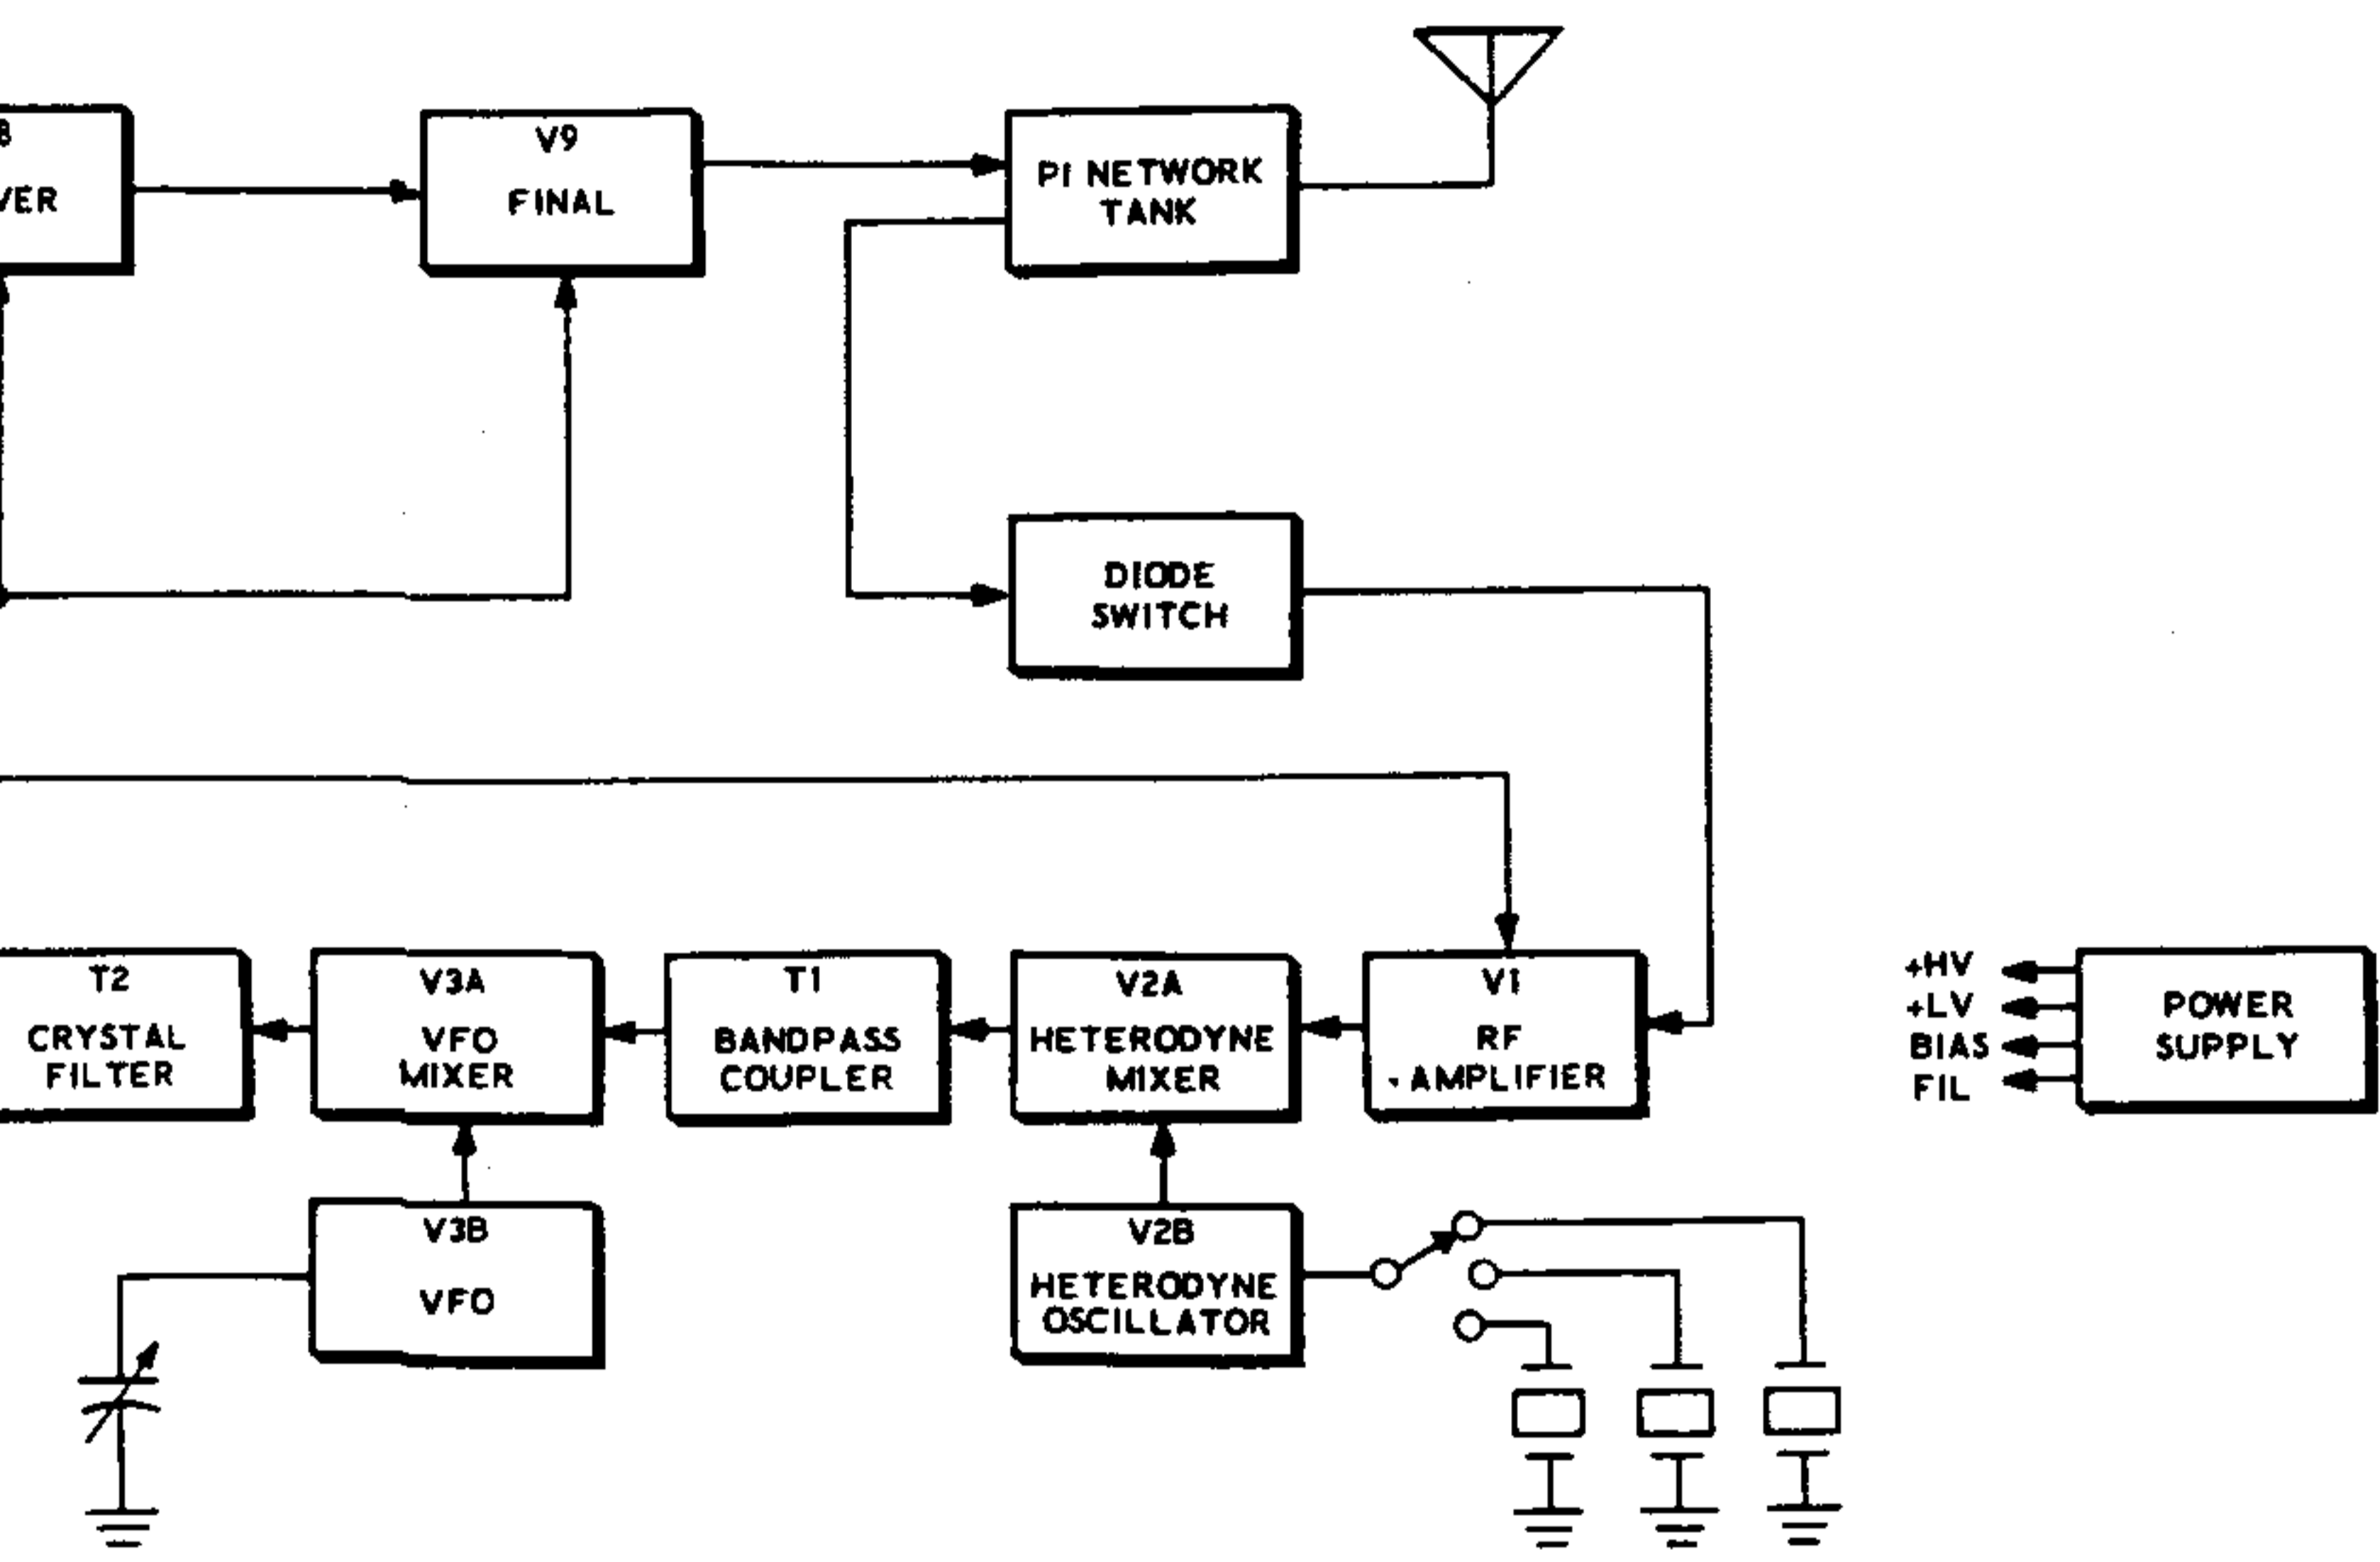 V9
FINAL
PI NETWORK
TANK
DIODE
SWITCH
T2
CRYSTAL
FILTER
V3A
VFO
MIXER
T1
BANDPASS
COUPLER
V2A
HETERODYNE
MIXER
V1
RF
AMPLIFIER
+HV
+LV
BIAS
FIL
POWER
SUPPLY
V3B
VFO
V2B
HETERODYNE
OSCILLATOR